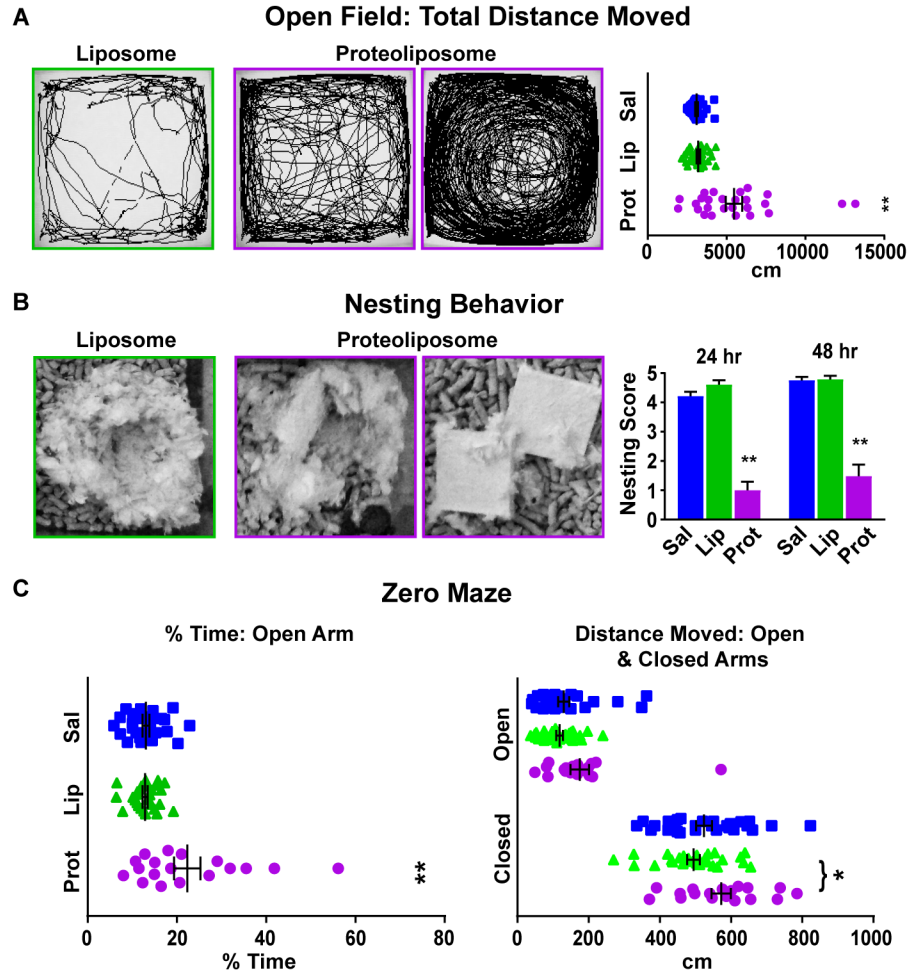 A
Open Field: Total Distance Moved
Liposome
Proteoliposome
Sal
Lip
Prot
**
0
5000
10000
15000
cm
B
Nesting Behavior
Liposome
Proteoliposome
24 hr
48 hr
Nesting Score
5
4
3
2
1
0
**
**
Sal
Lip
Prot
Sal
Lip
Prot
C
Zero Maze
% Time: Open Arm
Sal
Lip
Prot
**
0
20
40
60
80
% Time
Distance Moved: Open
& Closed Arms
Open
Closed
} *
0
200
400
600
800
1000
cm